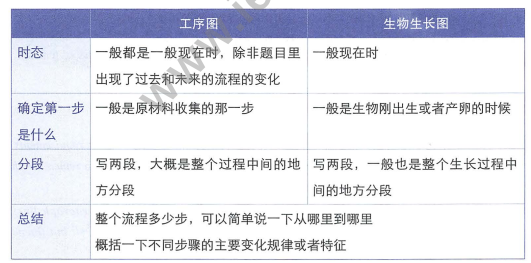 工序图 生物生长图
时态 一般都是一般现在时，除非题目里 一般现在时
出现了过去和未来的流程的变化
确定第一步 一般是原材料收集的那一步 一般是生物刚出生或者产卵的时候
是什么
分段 写两段，大概是整个过程中间的地 写两段，一般也是整个生长过程中
方分段 间的地方分段
总结 整个流程多少步，可以简单说一下从哪里到哪里
概括一下不同步骤的主要变化规律或者特征